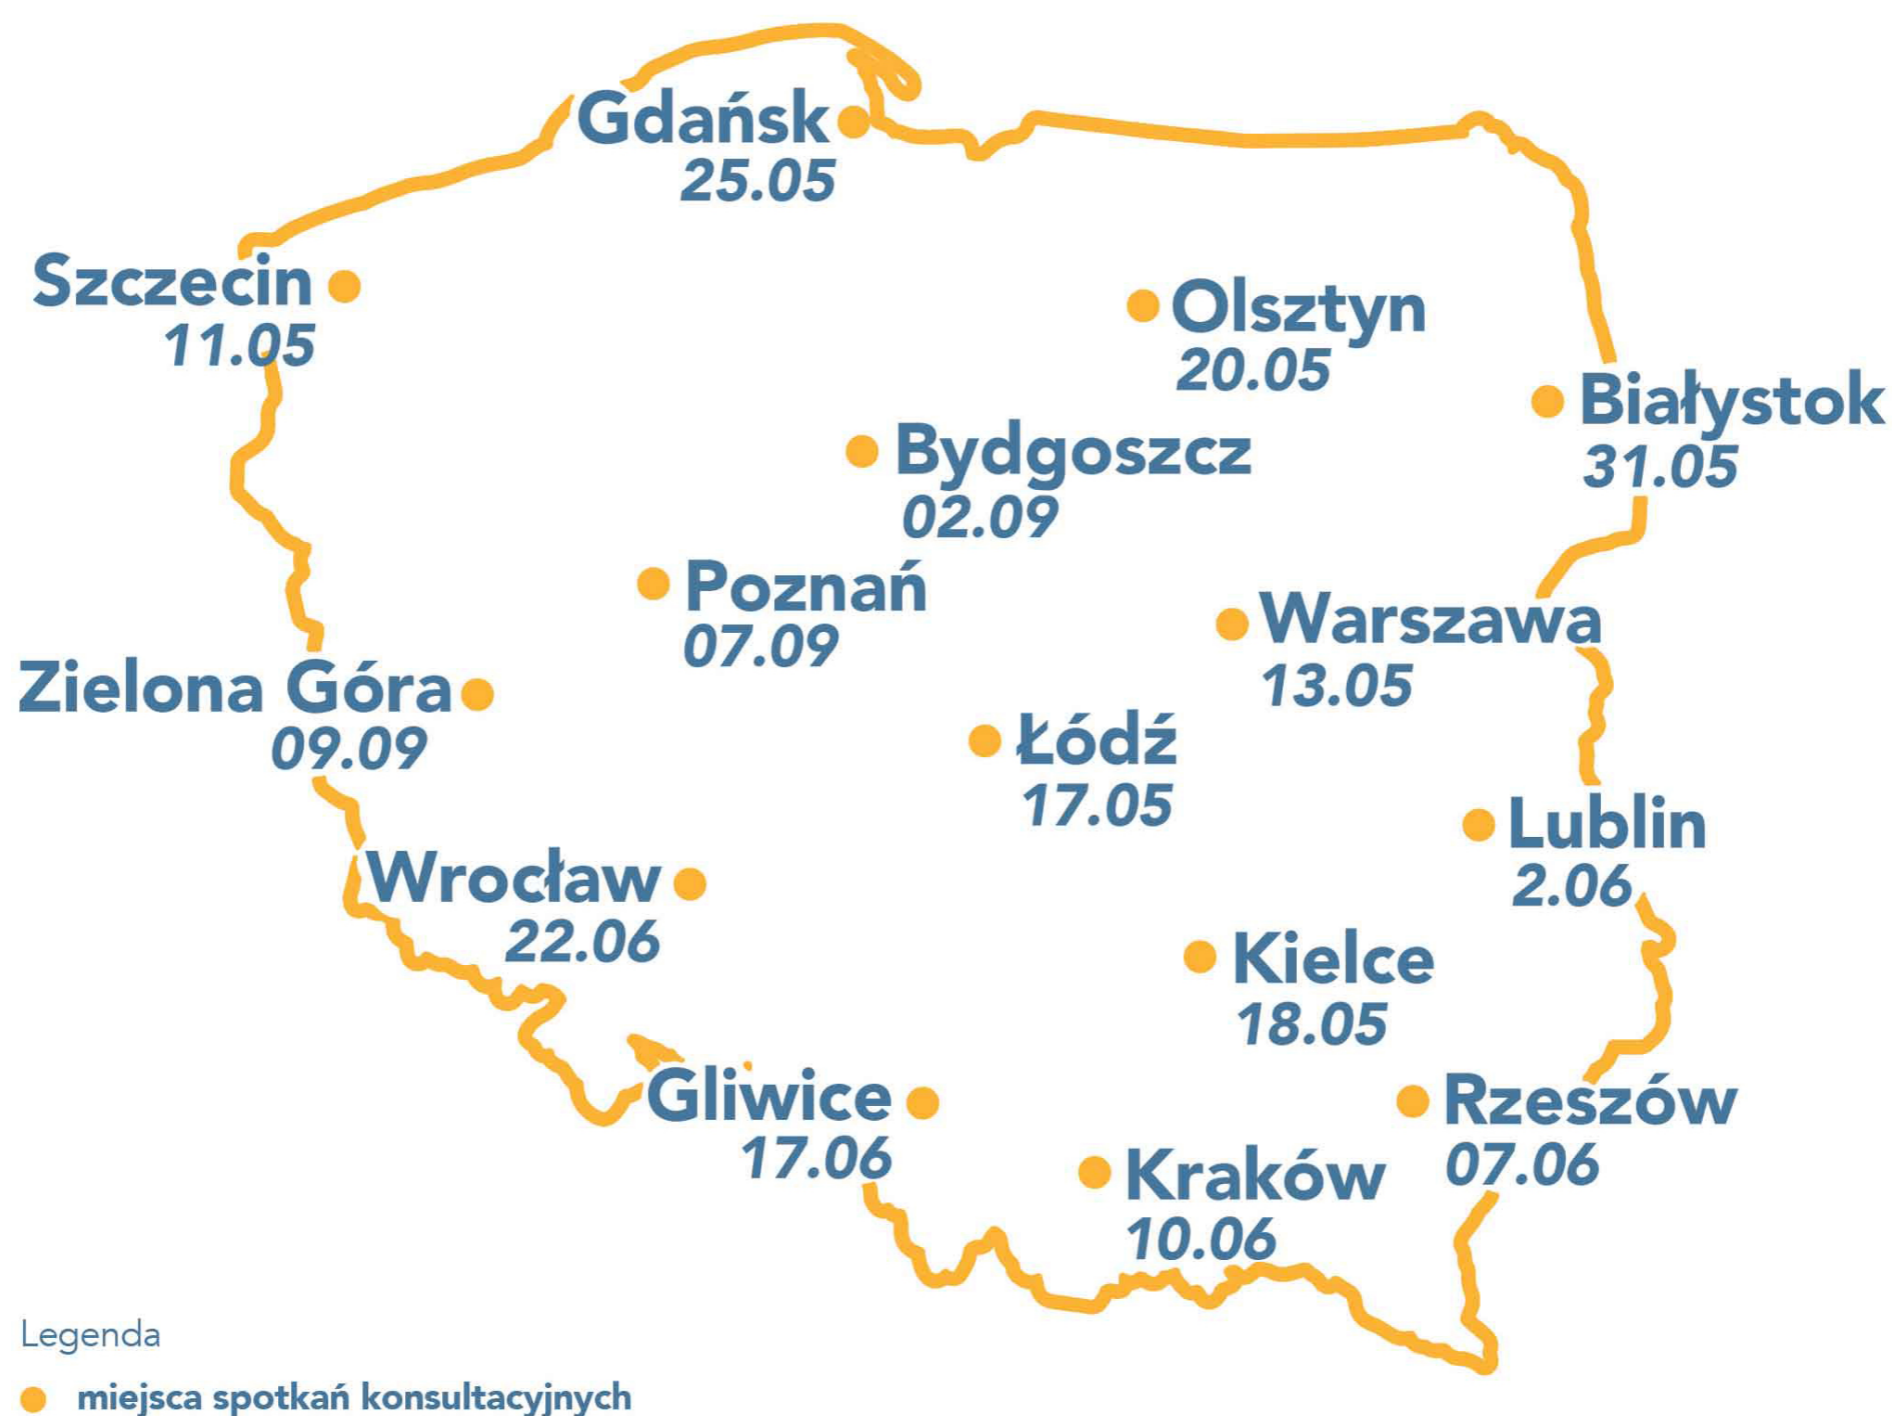 Gdańsk
25.05
Szczecin
11.05
Olsztyn
20.05
Białystok
31.05
Bydgoszcz
02.09
Poznań
07.09
Warszawa
13.05
Zielona Góra
09.09
Łódź
17.05
Lublin
2.06
Wrocław
22.06
Kielce
18.05
Gliwice
17.06
Rzeszów
07.06
Kraków
10.06
Legenda
miejsca spotkań konsultacyjnych